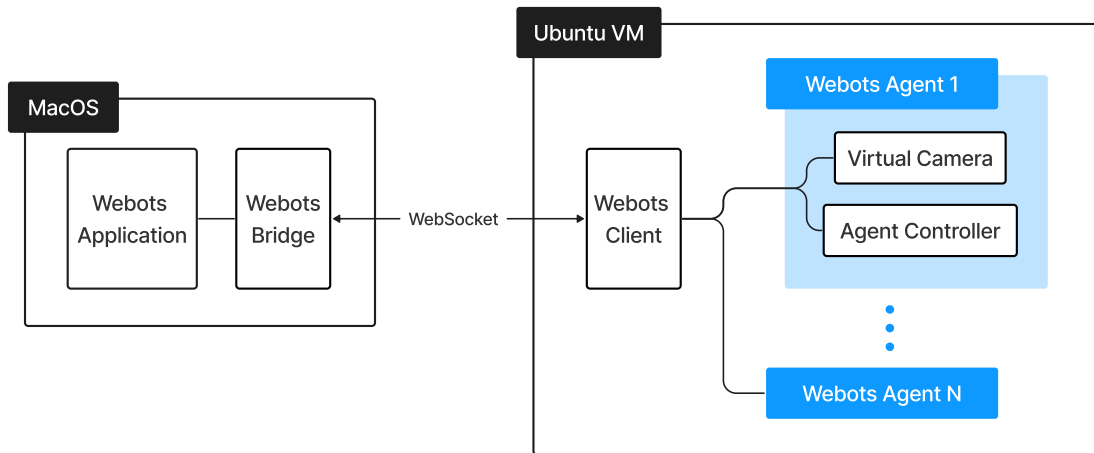 Ubuntu VM
MacOS
Webots
Application
Webots
Bridge
WebSocket
Webots
Client
Webots Agent 1
Virtual Camera
Agent Controller
Webots Agent N